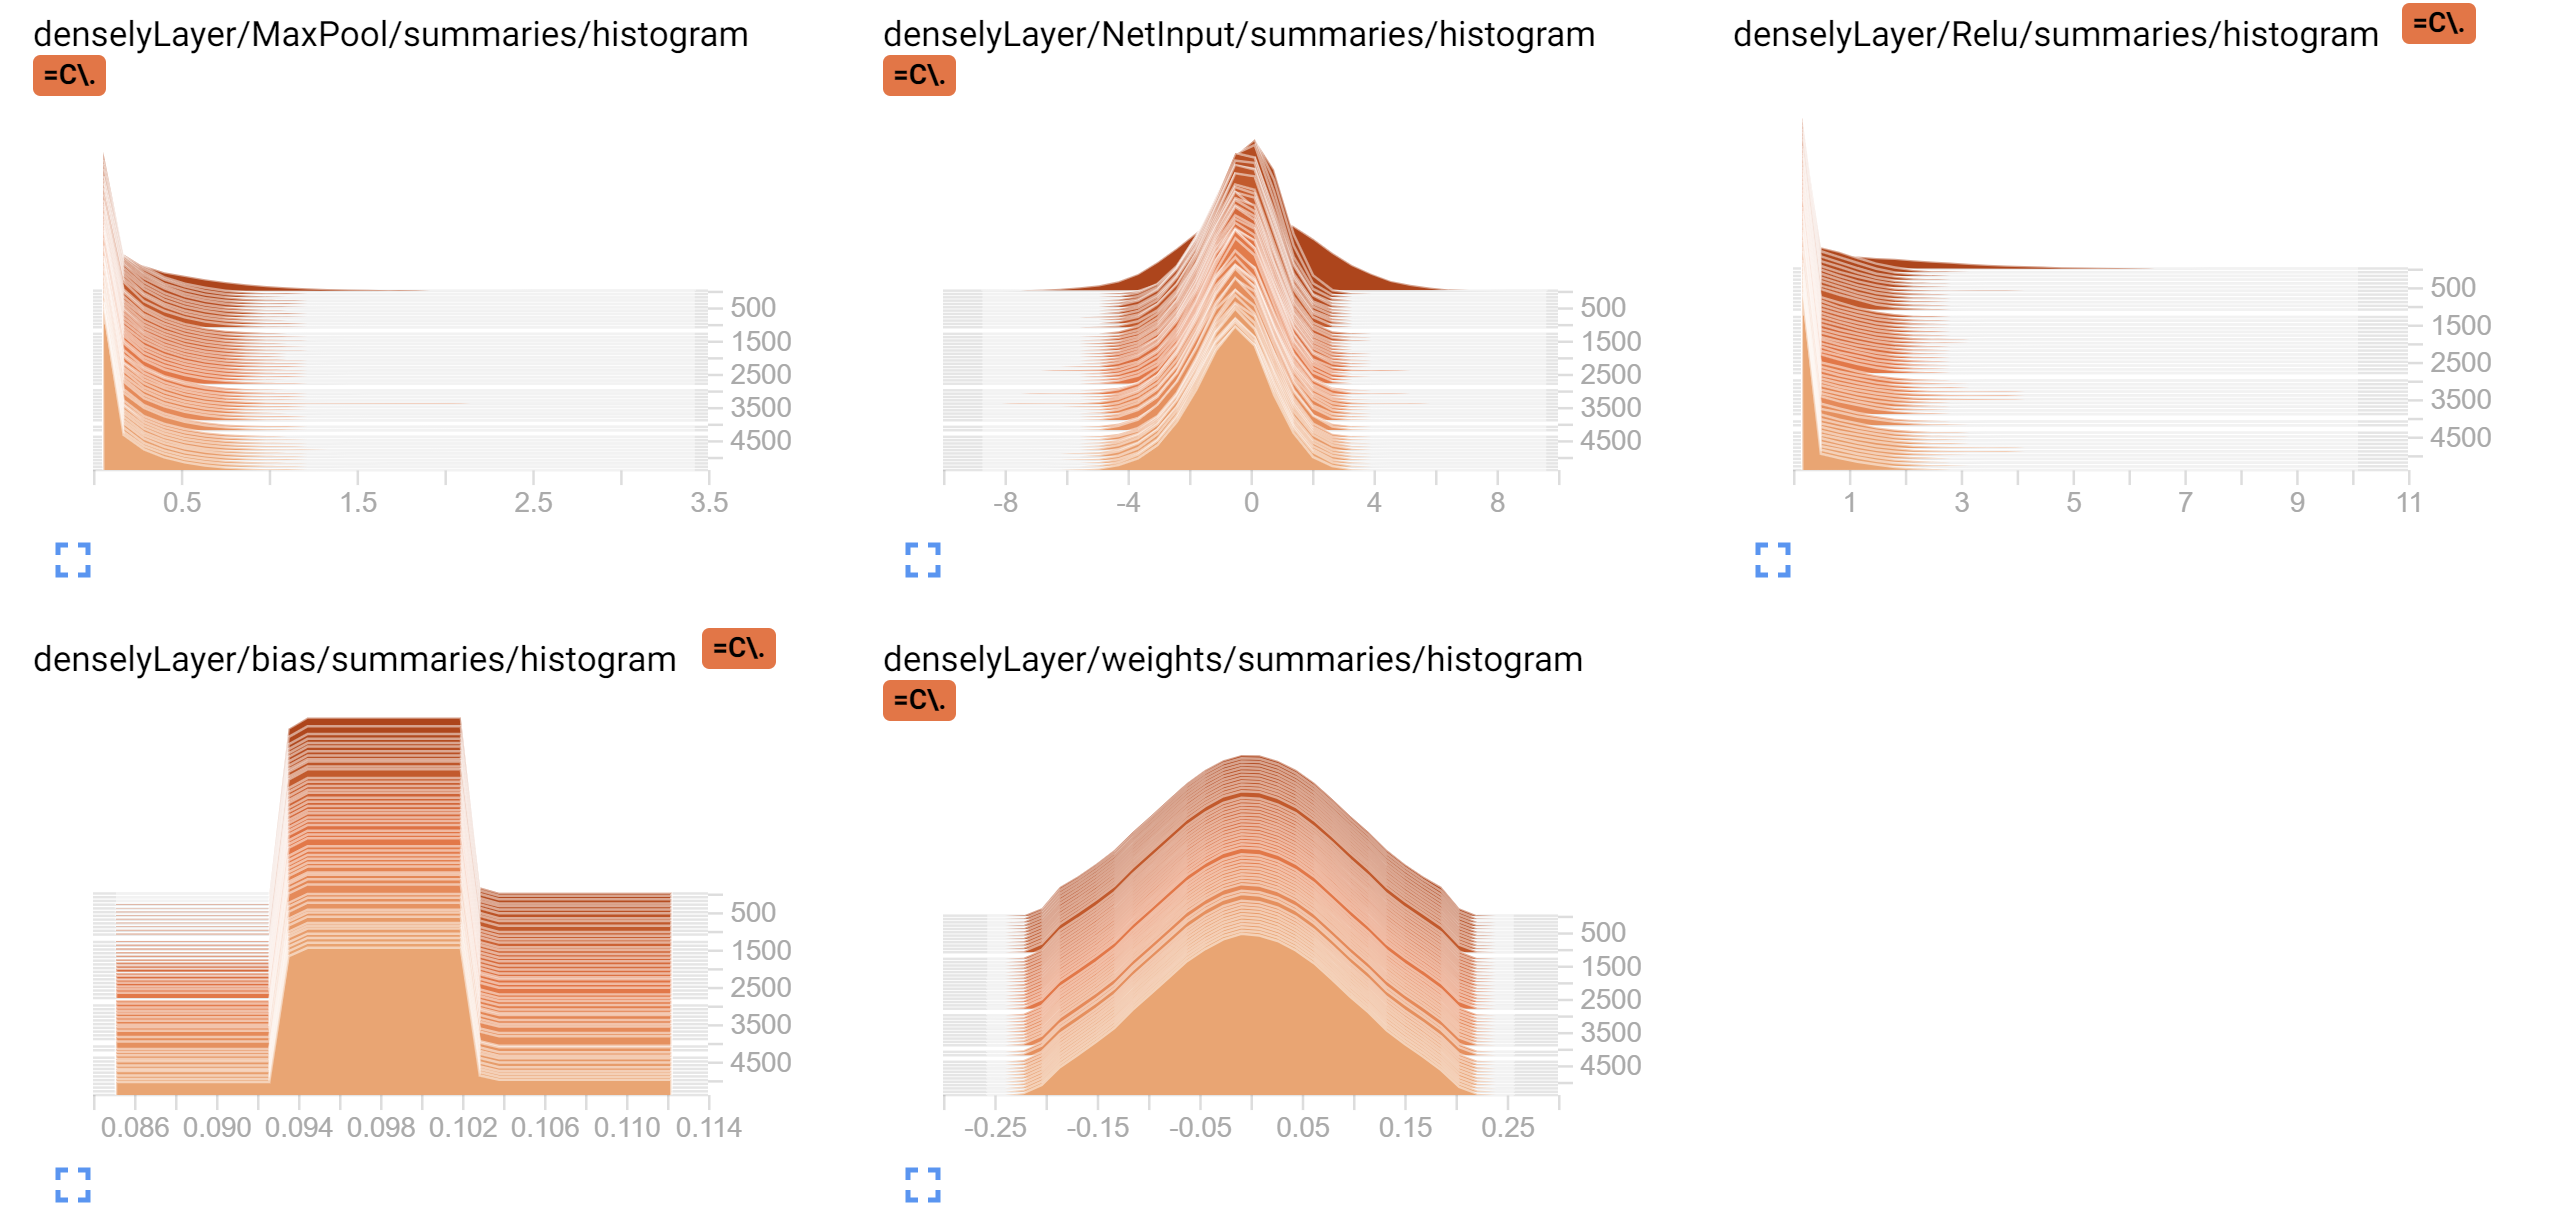 denselyLayer/MaxPool/summaries/histogram
=C\.
500
1500
2500
3500
4500
0.5 1.5 2.5 3.5
denselyLayer/NetInput/summaries/histogram
=C\.
500
1500
2500
3500
4500
-8 -4 0 4 8
denselyLayer/Relu/summaries/histogram =C\.
500
1500
2500
3500
4500
1 3 5 7 9 11
denselyLayer/bias/summaries/histogram =C\.
500
1500
2500
3500
4500
0.086 0.090 0.094 0.098 0.102 0.106 0.110 0.114
denselyLayer/weights/summaries/histogram
=C\.
500
1500
2500
3500
4500
-0.25 -0.15 -0.05 0.05 0.15 0.25